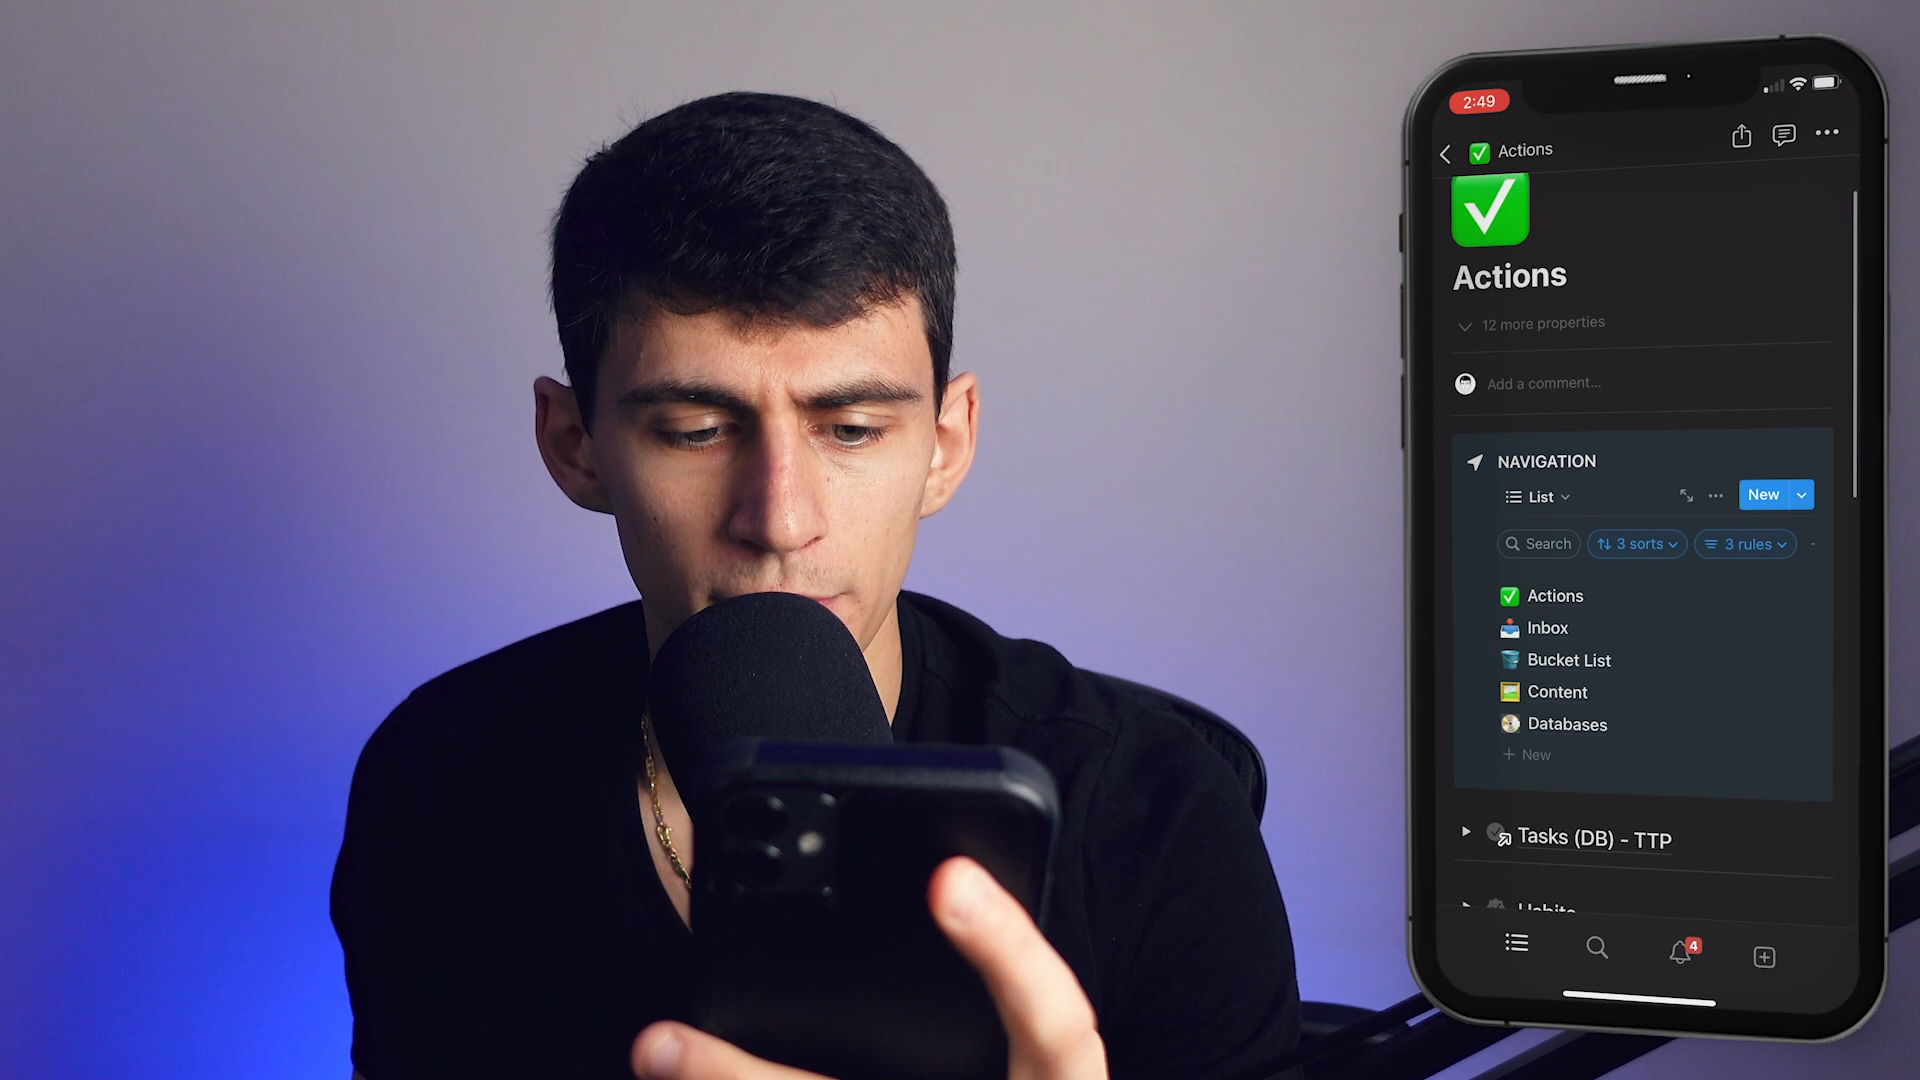 2:49
Actions
Actions
12 more properties
Add a comment...
NAVIGATION
List
New
Search
3 sorts
3 rules
Actions
Inbox
Bucket List
Content
Databases
+ New
Tasks (DB) - TTP
Habits
4